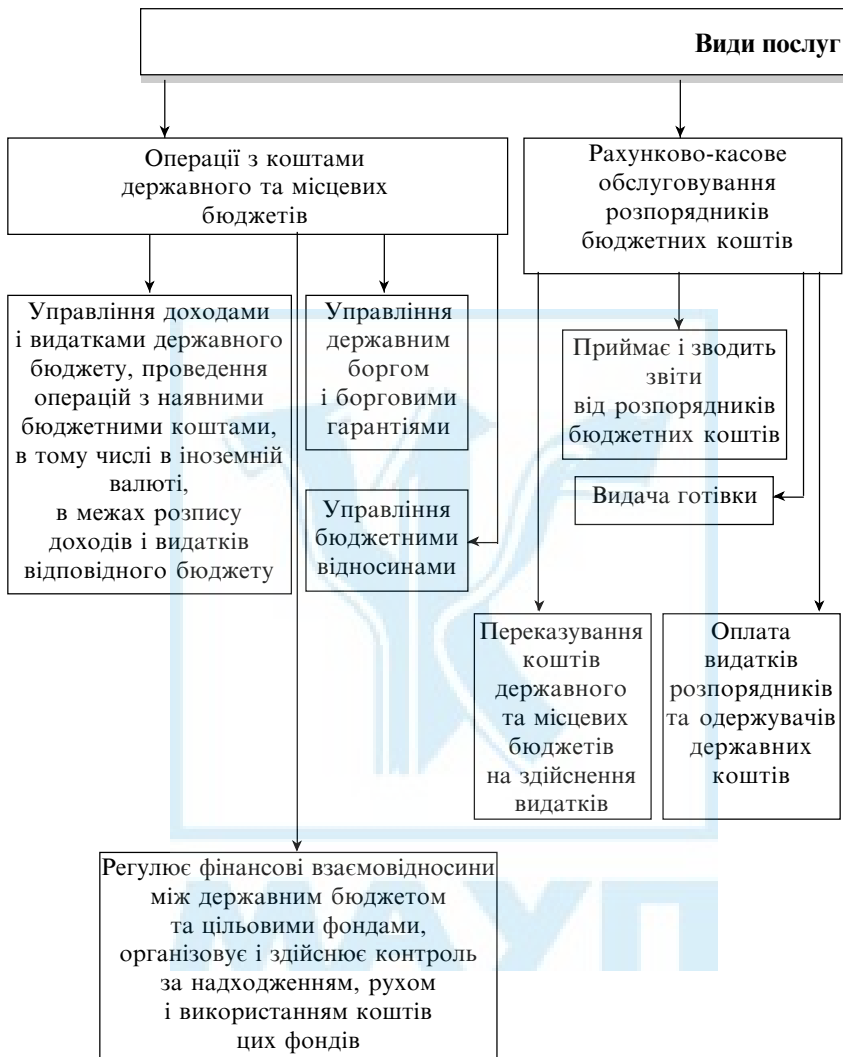 Види послуг
Операції з коштами
державного та місцевих
бюджетів
Рахунково-касове
обслуговування
розпорядників
бюджетних коштів
Управління доходами
і видатками державного
бюджету, проведення
операцій з наявними
бюджетними коштами,
в тому числі в іноземній
валюті,
в межах розпису
доходів і видатків
відповідного бюджету
Управління
державним
боргом
і борговими
гарантіями
Управління
бюджетними
відносинами
Приймає і зводить
звіти
від розпорядників
бюджетних коштів
Видача готівки
Переказування
коштів
державного
та місцевих
бюджетів
на здійснення
видатків
Оплата
видатків
розпорядників
та одержувачів
державних
коштів
Регулює фінансові взаємовідносини
між державним бюджетом
та цільовими фондами,
організовує і здійснює контроль
за надходженням, рухом
і використанням коштів
цих фондів
МАУП